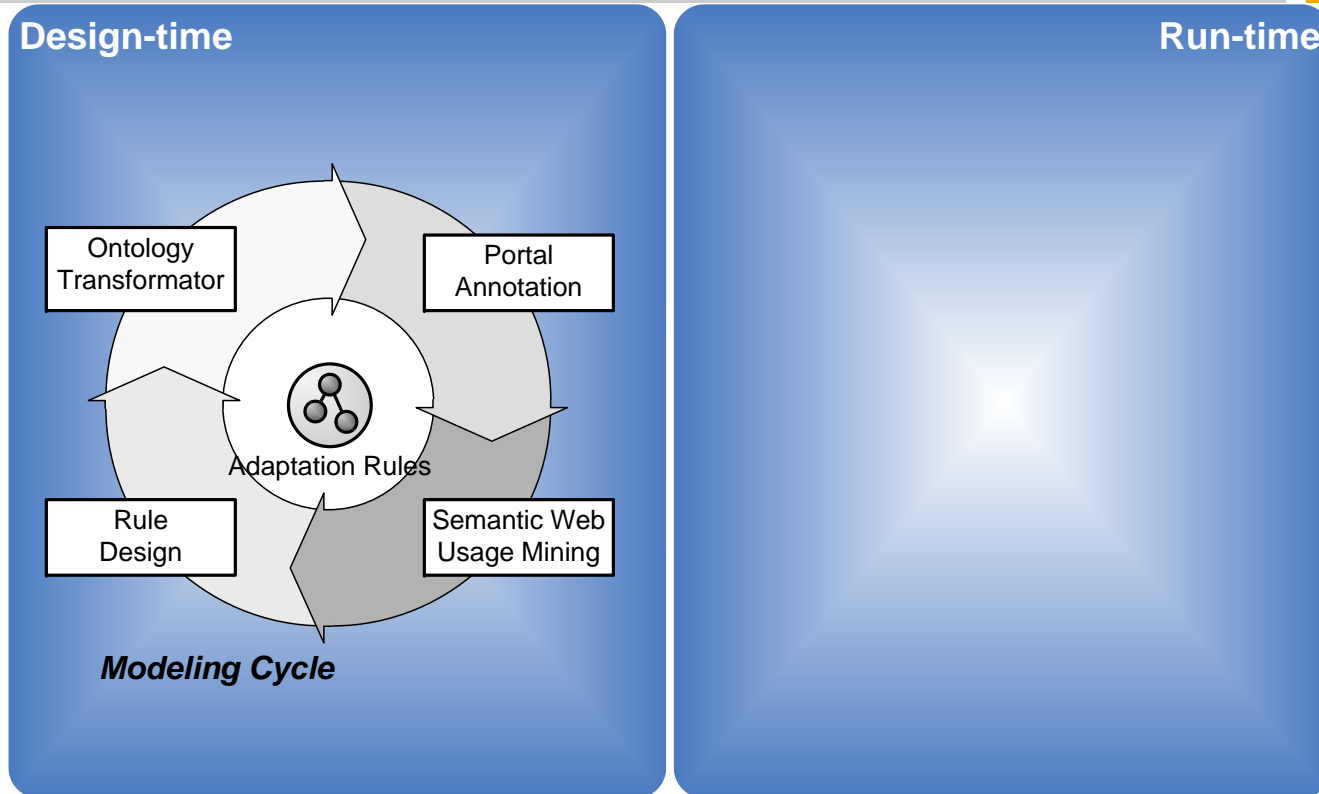 Design-time
Run-time
Ontology
Transformator
Portal
Annotation
Adaptation Rules
Rule
Design
Semantic Web
Usage Mining
Modeling Cycle